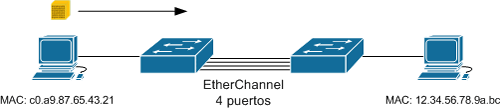 EtherChannel
4 puertos
MAC: c0.a9.87.65.43.21
MAC: 12.34.56.78.9a.bc